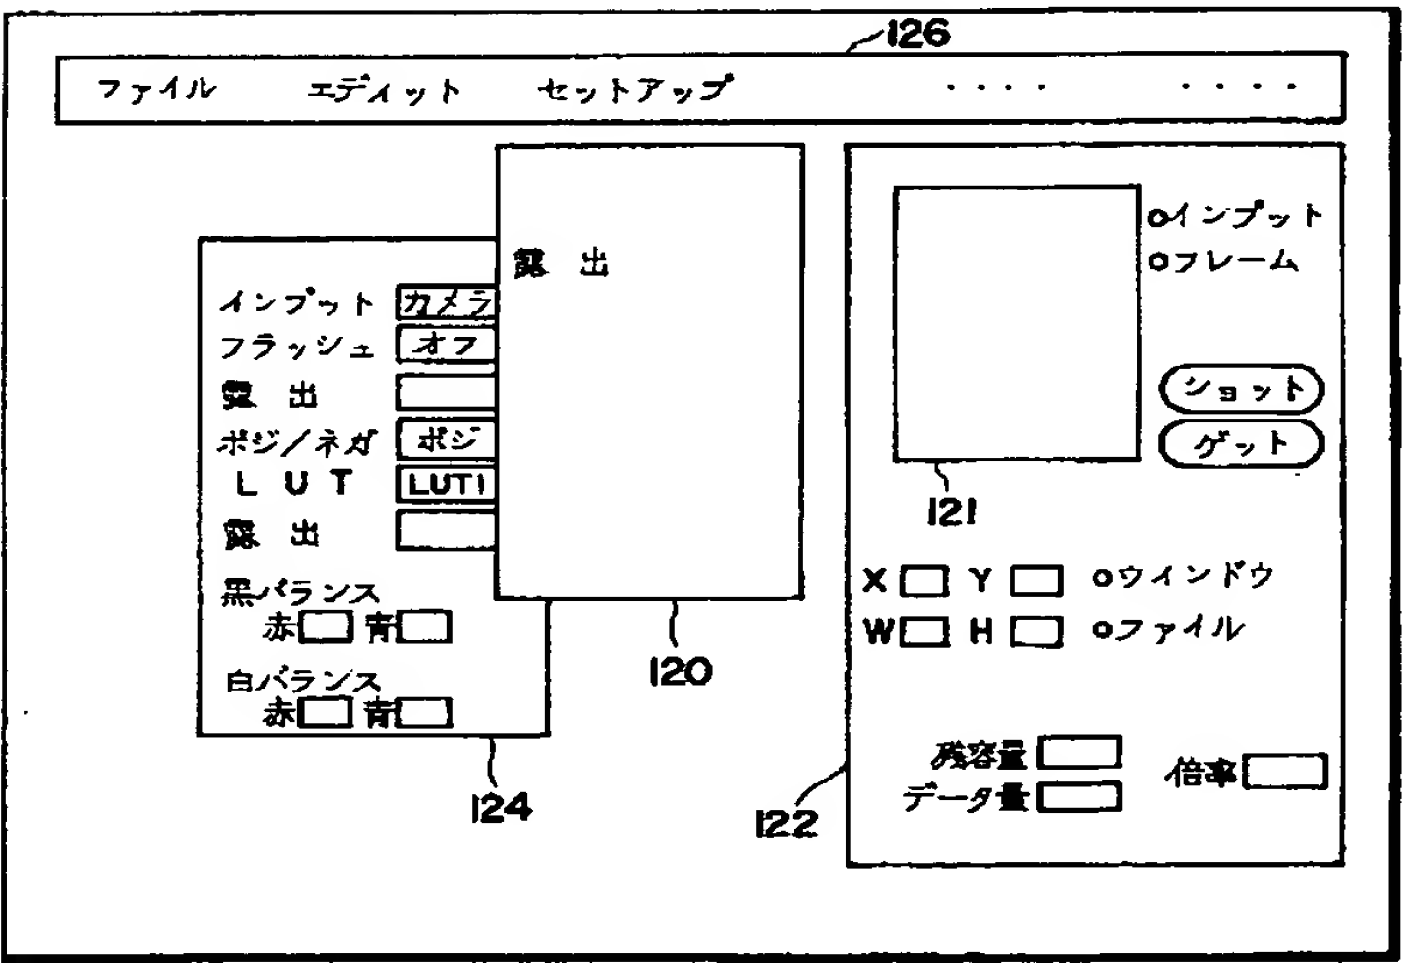 126
ファイル エディット セットアップ ・・・・ ・・・・
露 出
インプット カメラ
フラッシュ オフ
露 出
ポジ/ネガ ポジ
L U T LUT1
露 出
黒バランス
赤 青
白バランス
赤 青
124
120
インプット
フレーム
ショット
ゲット
121
X Y ウインドウ
W H ファイル
残容量
データ量
倍率
122